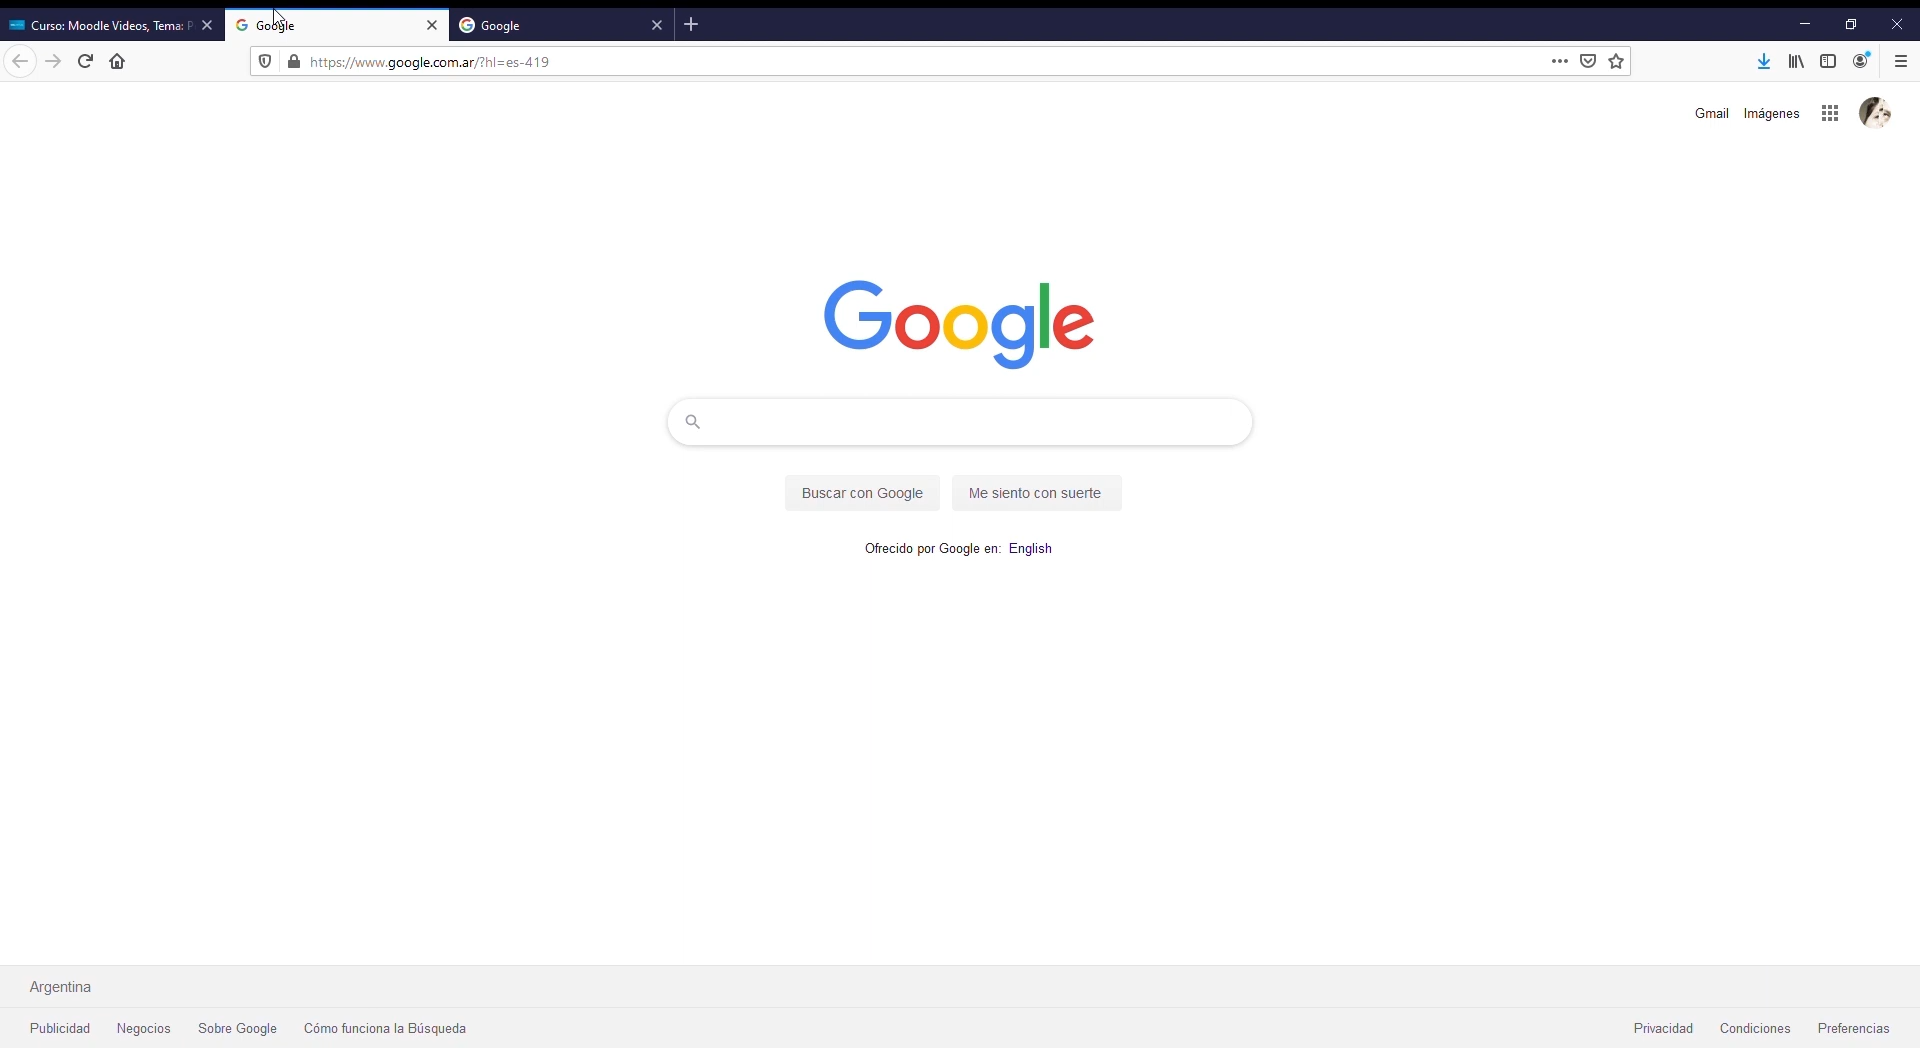 Curso: Moodle Videos, Tema: P
Google
Google
https://www.google.com.ar/?hl=es-419
Gmail Imágenes
Google
Buscar con Google Me siento con suerte
Ofrecido por Google en: English
Argentina
Publicidad Negocios Sobre Google Cómo funciona la Búsqueda Privacidad Condiciones Preferencias